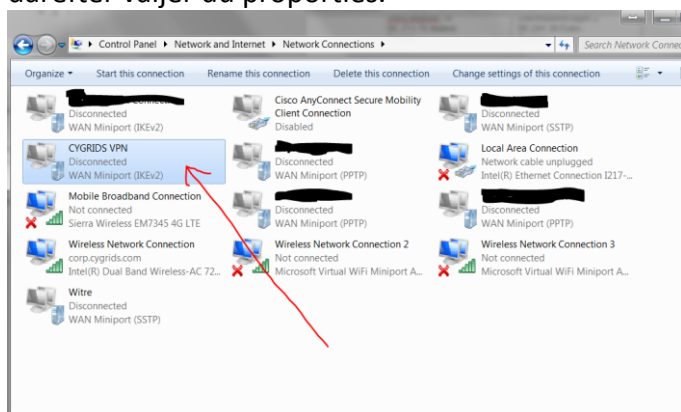 därefter väljer du properties.
Control Panel ▸ Network and Internet ▸ Network Connections ▸
Search Network Connec
Organize Start this connection Rename this connection Delete this connection Change settings of this connection
Disconnected
WAN Miniport (IKEv2)
Cisco AnyConnect Secure Mobility
Client Connection
Disabled
Disconnected
WAN Miniport (SSTP)
CYGRIDS VPN
Disconnected
WAN Miniport (IKEv2)
Disconnected
WAN Miniport (PPTP)
Local Area Connection
Network cable unplugged
Intel(R) Ethernet Connection I217-...
Mobile Broadband Connection
Not connected
Sierra Wireless EM7345 4G LTE
Disconnected
WAN Miniport (PPTP)
Disconnected
WAN Miniport (PPTP)
Wireless Network Connection
corp.cygrids.com
Intel(R) Dual Band Wireless-AC 72...
Wireless Network Connection 2
Not connected
Microsoft Virtual WiFi Miniport A...
Wireless Network Connection 3
Not connected
Microsoft Virtual WiFi Miniport A...
Witre
Disconnected
WAN Miniport (SSTP)